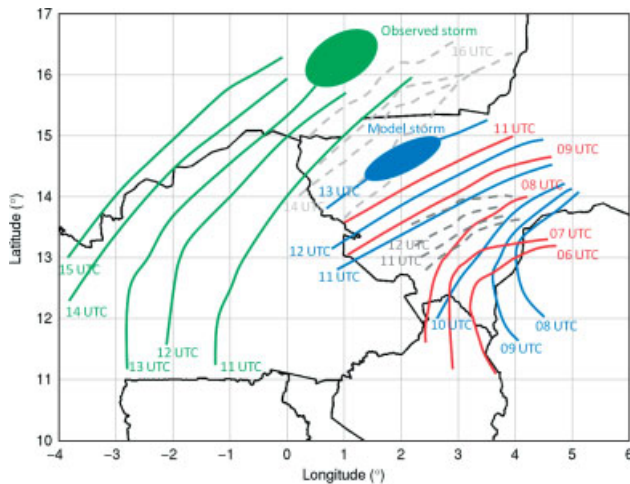 17
Observed storm
16 UTC
16
15
Model storm
11 UTC
09 UTC
08 UTC
14
13 UTC
14 UTC
Latitude (°)
12 UTC
12 UTC
07 UTC
13
15 UTC
11 UTC
11 UTC
06 UTC
14 UTC
12
10 UTC
08 UTC
12 UTC
09 UTC
13 UTC
11 UTC
11
10
−4
−3
−2
−1
0
1
2
3
4
5
6
Longitude (°)